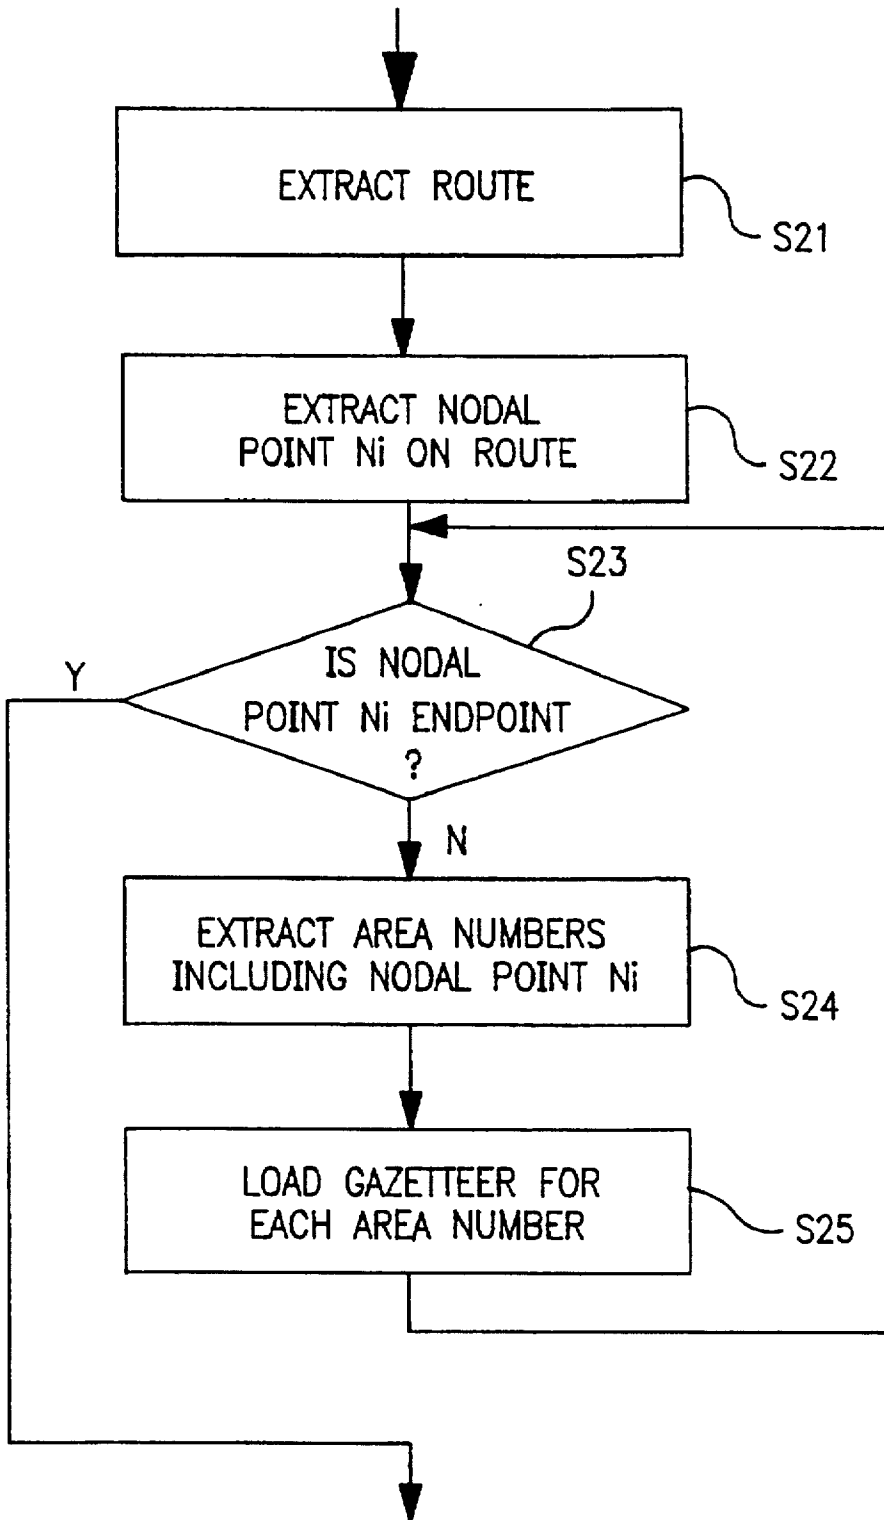 EXTRACT ROUTE
S21
EXTRACT NODAL
POINT Ni ON ROUTE
S22
S23
IS NODAL
POINT Ni ENDPOINT
?
Y
N
EXTRACT AREA NUMBERS
INCLUDING NODAL POINT Ni
S24
LOAD GAZETTEER FOR
EACH AREA NUMBER
S25